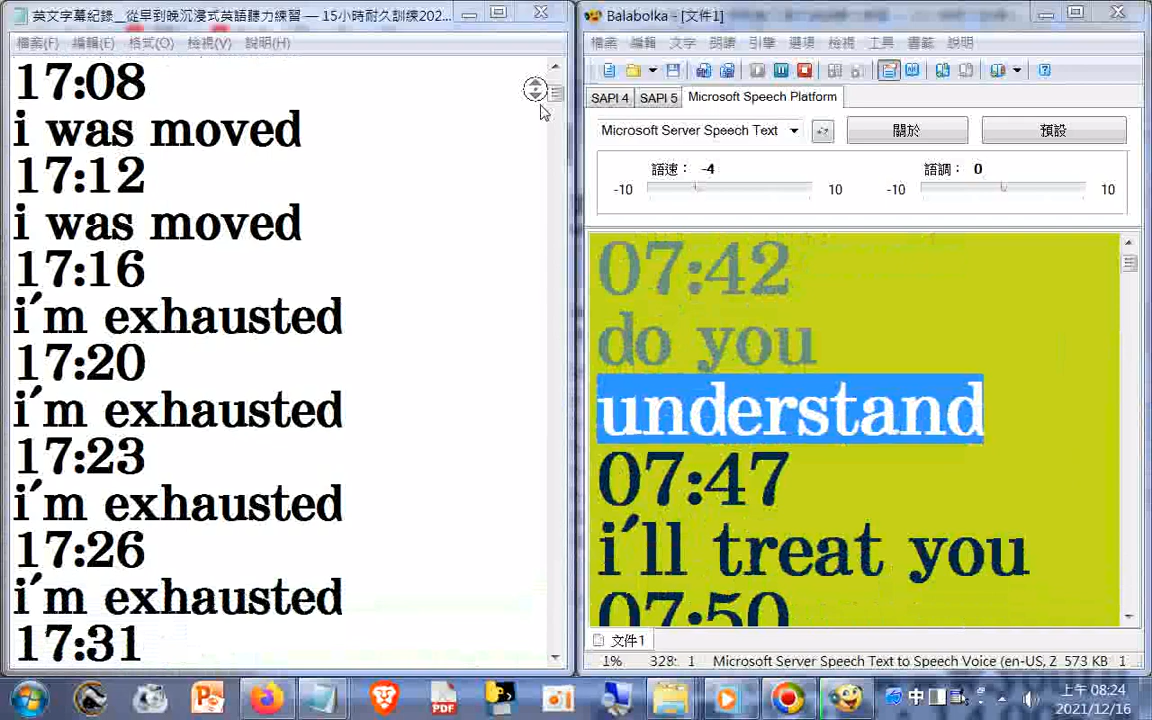 英文字幕紀錄__從早到晚沉浸式英語聽力練習 — 15小時耐久訓練202...
檔案(F) 編輯(E) 格式(O) 檢視(V) 說明(H)
17:08
i was moved
17:12
i was moved
17:16
i´m exhausted
17:20
i´m exhausted
17:23
i´m exhausted
17:26
i´m exhausted
17:31
Balabolka - [文件1]
檔案 編輯 文字 朗讀 引擎 選項 檢視 工具 書籤 說明
SAPI 4 SAPI 5 Microsoft Speech Platform
Microsoft Server Speech Text 關於 預設
語速： -4 語調： 0
-10 10 -10 10
07:42
do you
understand
07:47
i´ll treat you
07:50
文件1
1% 328: 1 Microsoft Server Speech Text to Speech Voice (en-US, 2 573 KB 1
PDF
中
上午 08:24
2021/12/16